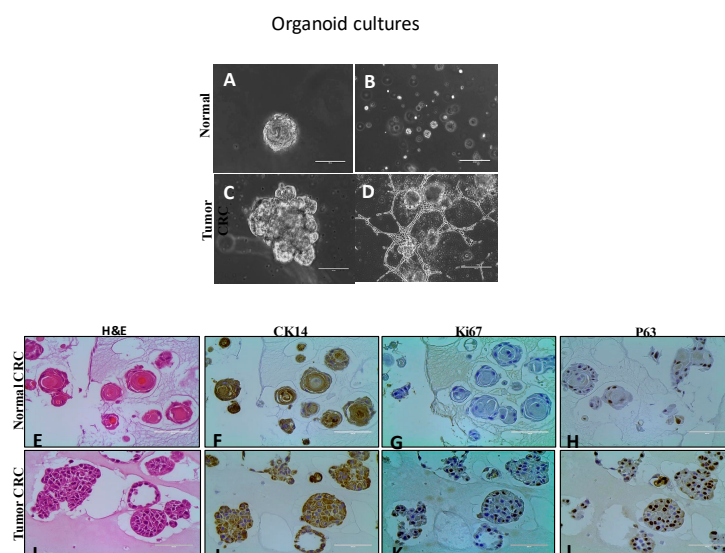 Organoid cultures
A
B
Normal
C
D
Tumor
CRC
H&E
CK14
Ki67
P63
Normal CRC
E
F
G
H
Tumor CRC
K